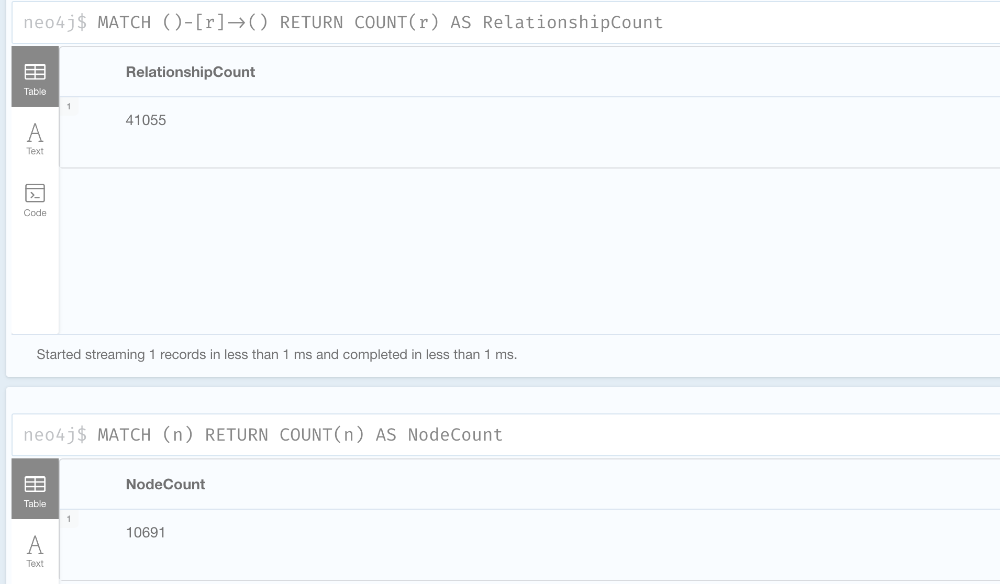 neo4j$ MATCH ()-[r]->() RETURN COUNT(r) AS RelationshipCount
RelationshipCount
Table
1
41055
Text
Code
Started streaming 1 records in less than 1 ms and completed in less than 1 ms.
neo4j$ MATCH (n) RETURN COUNT(n) AS NodeCount
NodeCount
Table
1
10691
Text